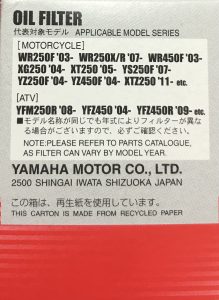 OIL FILTER
代表対象モデル APPLICABLE MODEL SERIES
[MOTORCYCLE]
WR250F '03- WR250X/R '07- WR450F '03-
XG250 '04- XT250 '05- YS250F '07-
YZ250F '04- YZ450F '04- XTZ250 '11- etc.
[ATV]
YFM250R '08- YFZ450 '04- YFZ450R '09- etc.
■モデル名が同じでも年式によりフィルターが異な
る場合がございますので、必ずご確認ください。
NOTE:PLEASE REFER TO PARTS CATALOGUE,
AS FILTER CAN VARY BY MODEL YEAR.
YAMAHA MOTOR CO., LTD.
2500 SHINGAI IWATA SHIZUOKA JAPAN
この箱は、再生紙を使用しています。
THIS CARTON IS MADE FROM RECYCLED PAPER